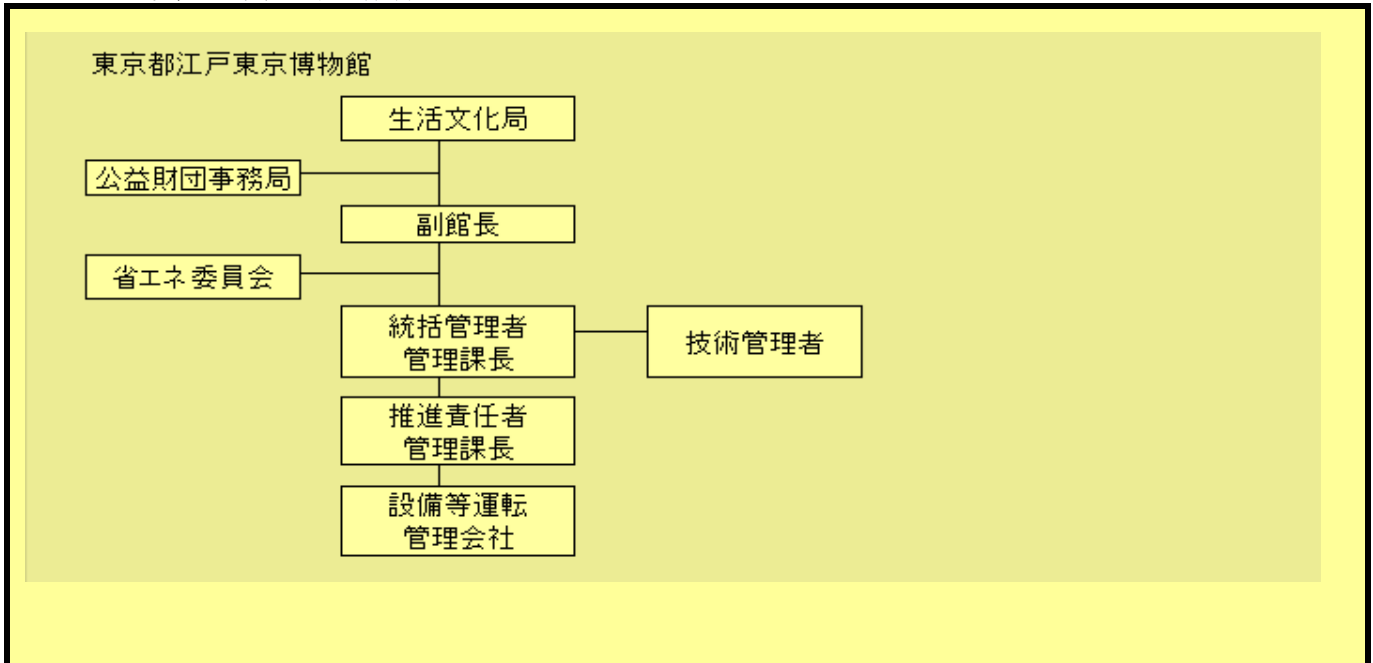 東京都江戸東京博物館
生活文化局
公益財団事務局
副館長
省エネ委員会
統括管理者
管理課長
技術管理者
推進責任者
管理課長
設備等運転
管理会社